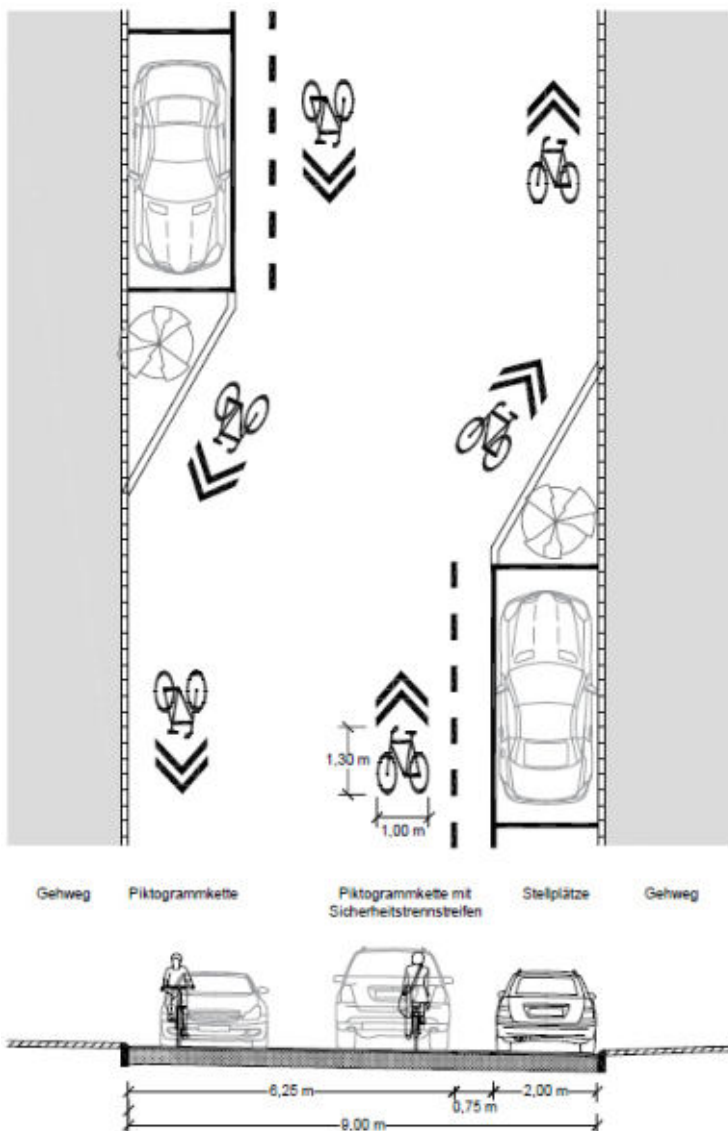 1,30 m
1,00 m
Gehweg
Piktogrammkette
Piktogrammkette mit
Sicherheitstrennstreifen
Stellplätze
Gehweg
6,25 m
0,75 m
2,00 m
9,00 m